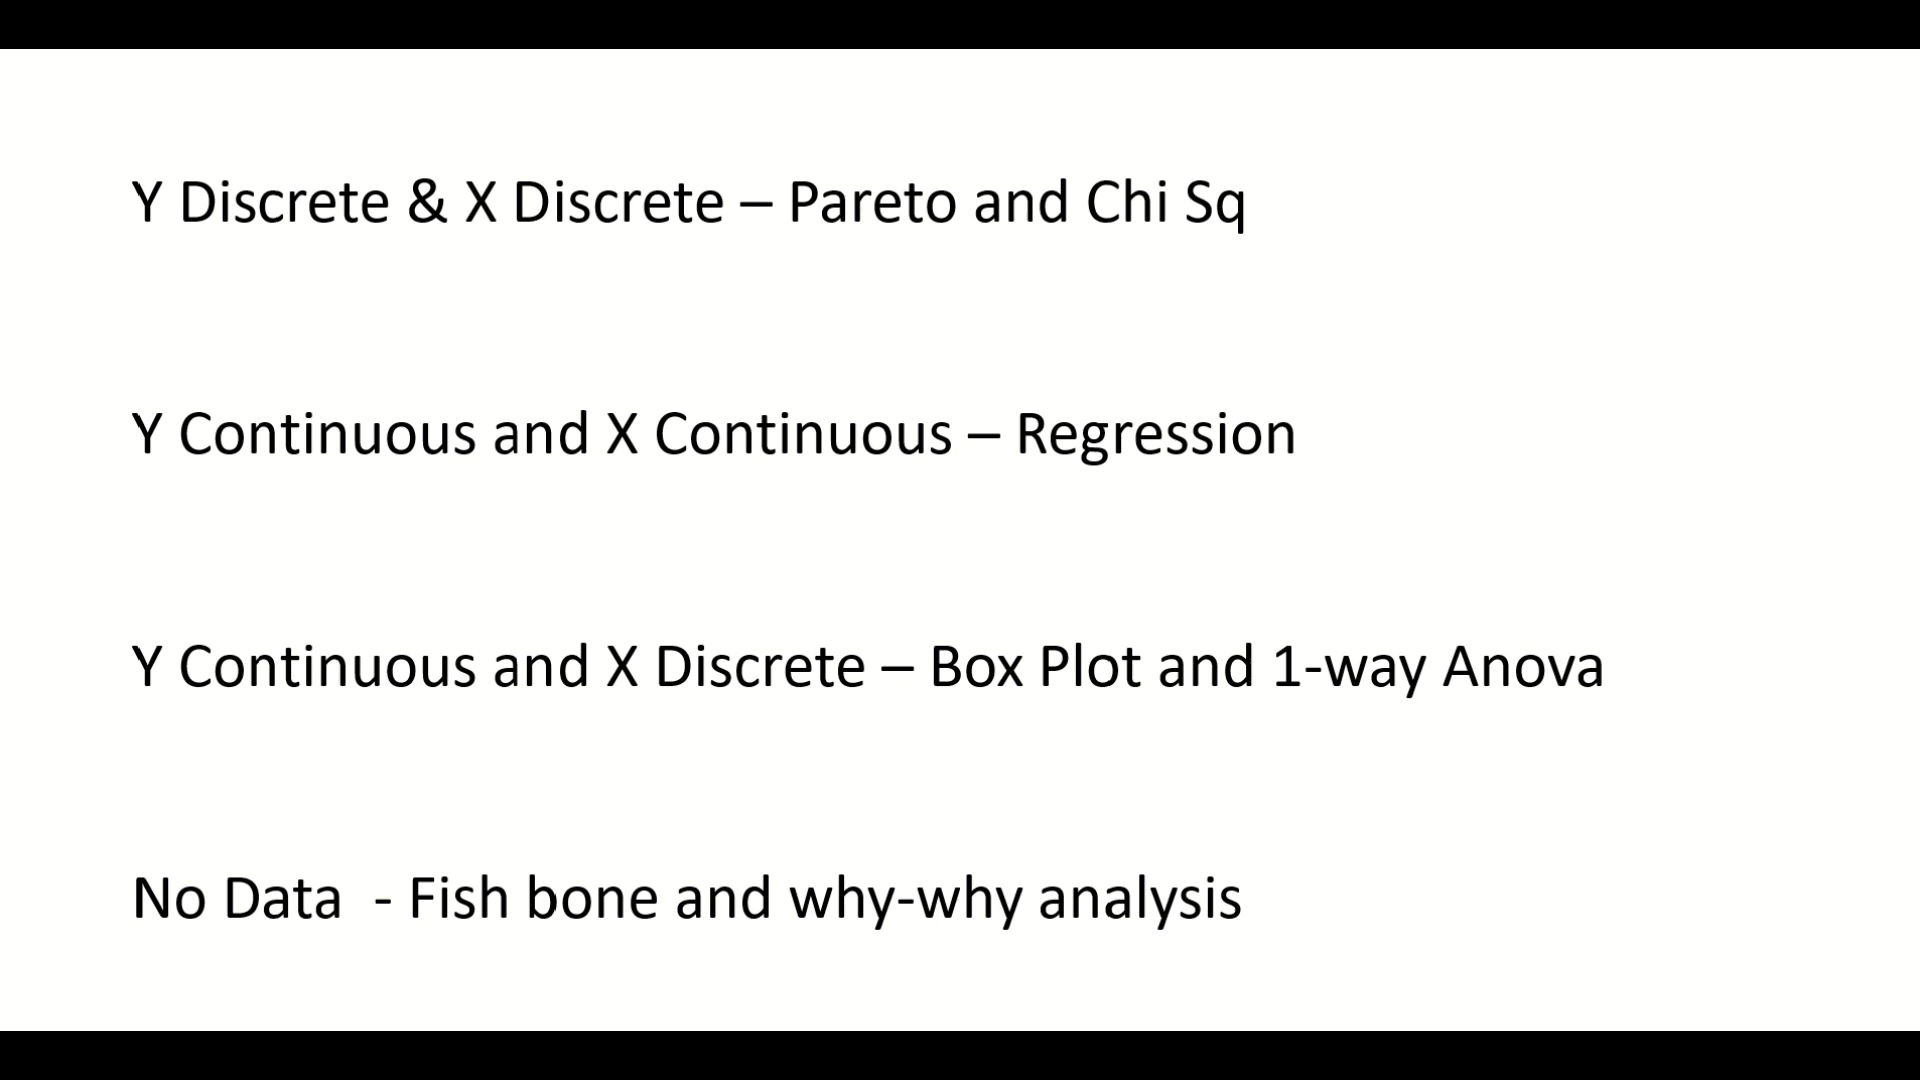 Y Discrete & X Discrete – Pareto and Chi Sq
Y Continuous and X Continuous – Regression
Y Continuous and X Discrete – Box Plot and 1-way Anova
No Data  - Fish bone and why-why analysis